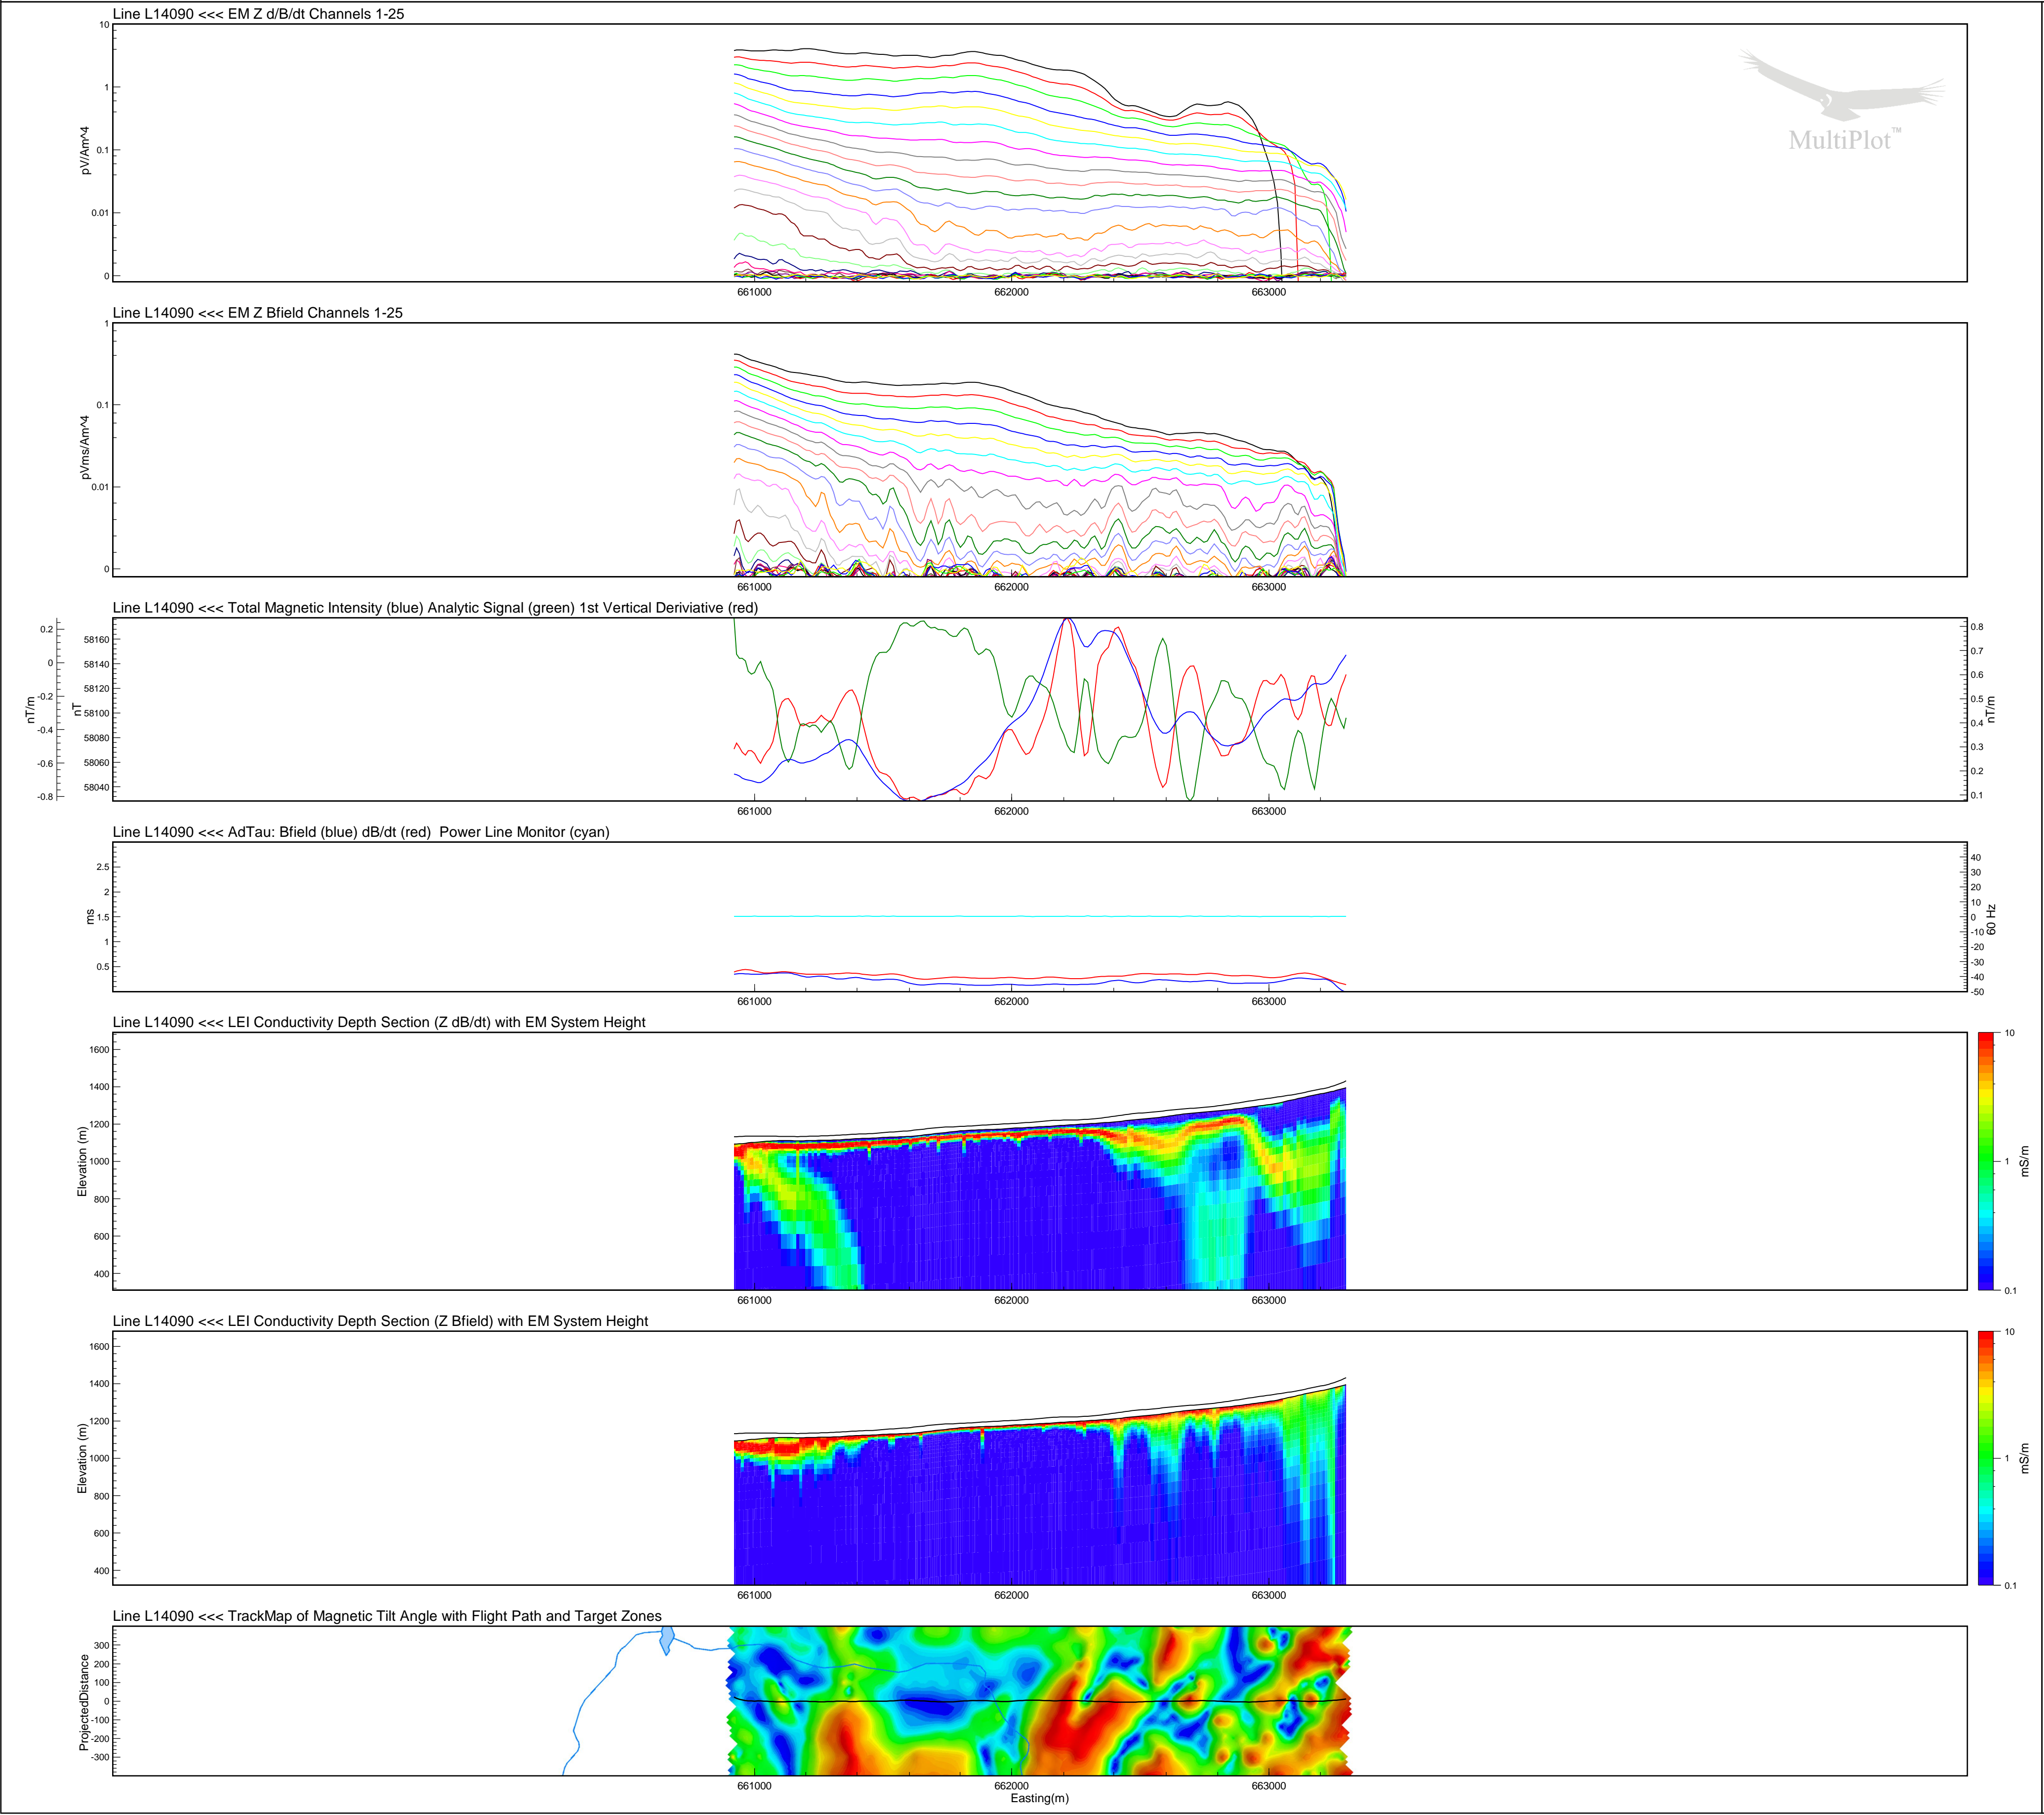 Line L14090 <<< EM Z d/B/dt Channels 1-25
10
1
0.1
0.01
0
pV/Am^4
MultiPlot™
661000 662000 663000
Line L14090 <<< EM Z Bfield Channels 1-25
1
0.1
0.01
0
pVms/Am^4
661000 662000 663000
Line L14090 <<< Total Magnetic Intensity (blue) Analytic Signal (green) 1st Vertical Deriviative (red)
0.2
0
-0.2
-0.4
-0.6
-0.8
nT/m
58160
58140
58120
58100
58080
58060
58040
nT
0.8
0.7
0.6
0.5
0.4
0.3
0.2
0.1
nT/m
661000 662000 663000
Line L14090 <<< AdTau: Bfield (blue) dB/dt (red) Power Line Monitor (cyan)
2.5
2
1.5
1
0.5
ms
40
30
20
10
0
-10
-20
-30
-40
-50
60 Hz
661000 662000 663000
Line L14090 <<< LEI Conductivity Depth Section (Z dB/dt) with EM System Height
1600
1400
1200
1000
800
600
400
Elevation (m)
10
1
0.1
mS/m
661000 662000 663000
Line L14090 <<< LEI Conductivity Depth Section (Z Bfield) with EM System Height
1600
1400
1200
1000
800
600
400
Elevation (m)
10
1
0.1
mS/m
661000 662000 663000
Line L14090 <<< TrackMap of Magnetic Tilt Angle with Flight Path and Target Zones
300
200
100
0
-100
-200
-300
ProjectedDistance
661000 662000 663000
Easting(m)